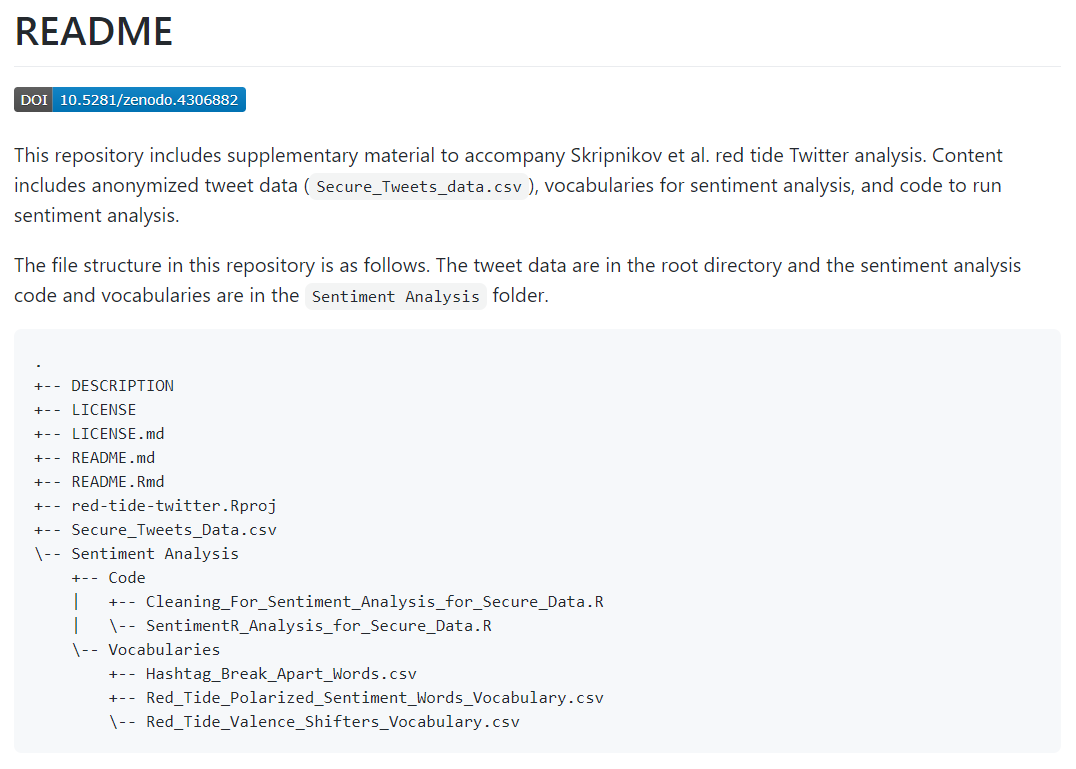 README
DOI 10.5281/zenodo.4306882
This repository includes supplementary material to accompany Skripnikov et al. red tide Twitter analysis. Content
includes anonymized tweet data ( Secure_Tweets_data.csv ), vocabularies for sentiment analysis, and code to run
sentiment analysis.
The file structure in this repository is as follows. The tweet data are in the root directory and the sentiment analysis
code and vocabularies are in the Sentiment Analysis folder.
.
+-- DESCRIPTION
+-- LICENSE
+-- LICENSE.md
+-- README.md
+-- README.Rmd
+-- red-tide-twitter.Rproj
+-- Secure_Tweets_Data.csv
\-- Sentiment Analysis
    +-- Code
    |   +-- Cleaning_For_Sentiment_Analysis_for_Secure_Data.R
    |   \-- SentimentR_Analysis_for_Secure_Data.R
    \-- Vocabularies
        +-- Hashtag_Break_Apart_Words.csv
        +-- Red_Tide_Polarized_Sentiment_Words_Vocabulary.csv
        \-- Red_Tide_Valence_Shifters_Vocabulary.csv